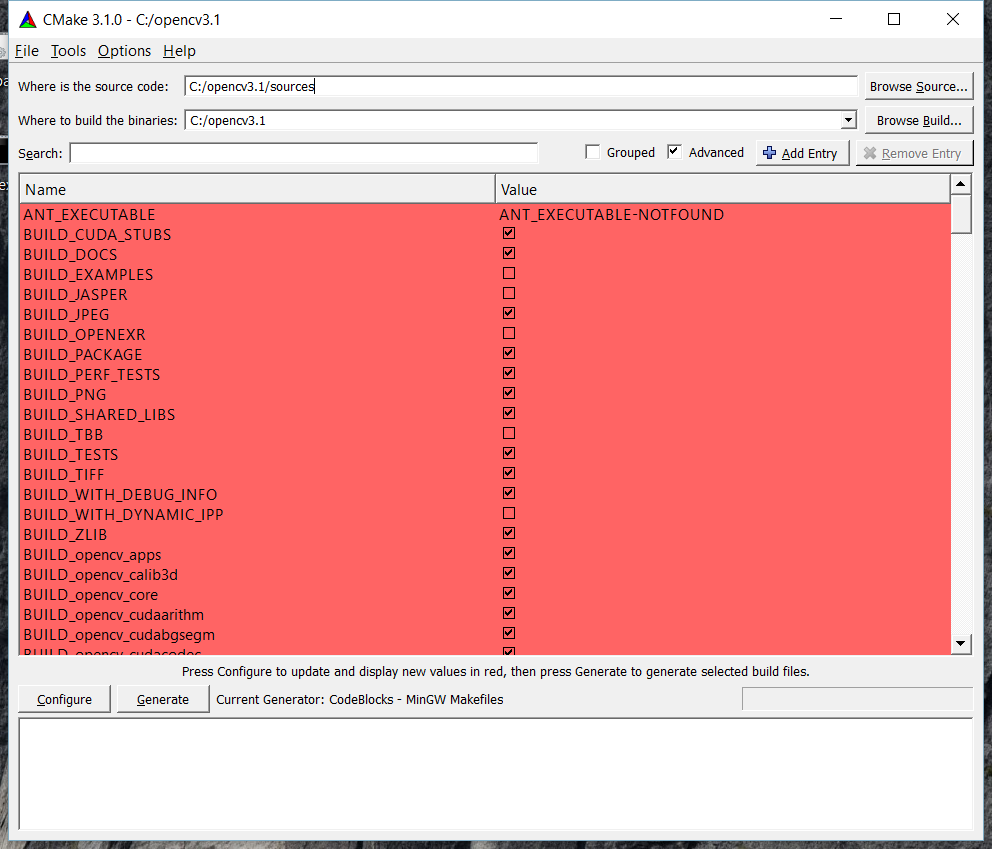 CMake 3.1.0 - C:/opencv3.1
File Tools Options Help
Where is the source code: C:/opencv3.1/sources Browse Source...
Where to build the binaries: C:/opencv3.1 Browse Build...
Search: Grouped Advanced Add Entry Remove Entry
Name Value
ANT_EXECUTABLE ANT_EXECUTABLE-NOTFOUND
BUILD_CUDA_STUBS
BUILD_DOCS
BUILD_EXAMPLES
BUILD_JASPER
BUILD_JPEG
BUILD_OPENEXR
BUILD_PACKAGE
BUILD_PERF_TESTS
BUILD_PNG
BUILD_SHARED_LIBS
BUILD_TBB
BUILD_TESTS
BUILD_TIFF
BUILD_WITH_DEBUG_INFO
BUILD_WITH_DYNAMIC_IPP
BUILD_ZLIB
BUILD_opencv_apps
BUILD_opencv_calib3d
BUILD_opencv_core
BUILD_opencv_cudaarithm
BUILD_opencv_cudabgsegm
BUILD_opencv_cudacodec
Press Configure to update and display new values in red, then press Generate to generate selected build files.
Configure Generate Current Generator: CodeBlocks - MinGW Makefiles